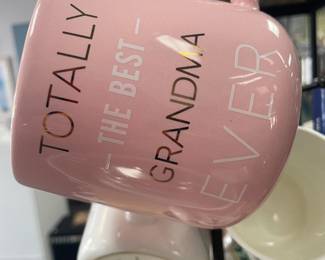 TOTALLY
— THE BEST —
GRANDMA
EVER